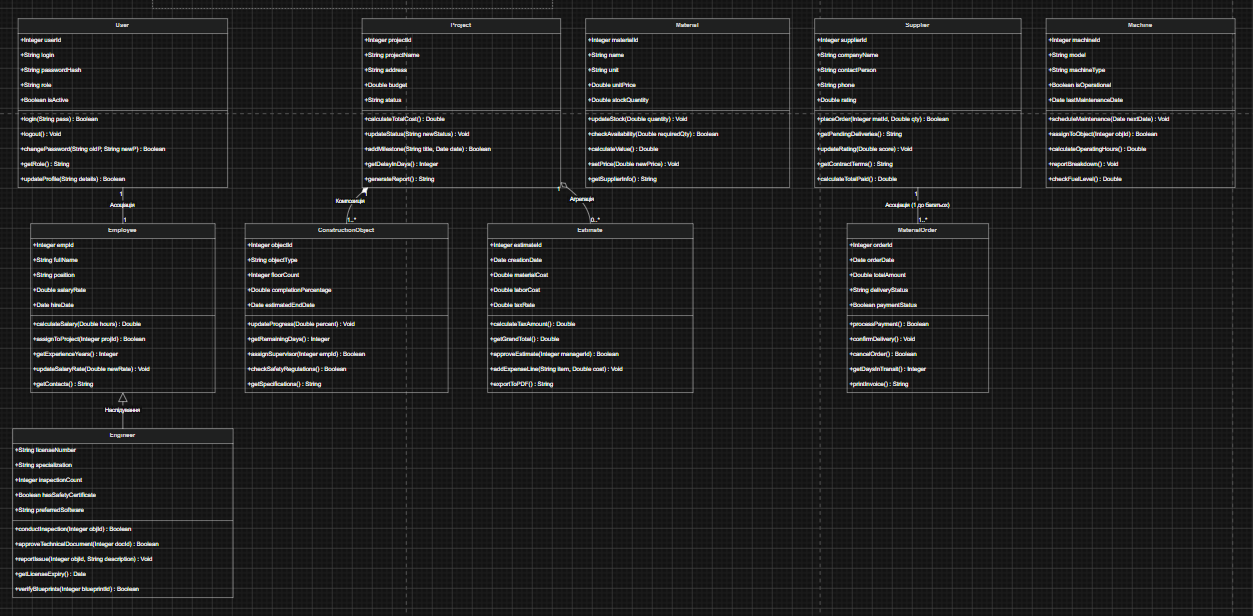 User
+Integer userId
+String login
+String passwordHash
+String role
+Boolean isActive
+login(String pass) : Boolean
+logout() : Void
+changePassword(String oldP, String newP) : Boolean
+getRole() : String
+updateProfile(String details) : Boolean
Project
+Integer projectId
+String projectName
+String address
+Double budget
+String status
+calculateTotalCost() : Double
+updateStatus(String newStatus) : Void
+addMilestone(String title, Date date) : Boolean
+getDelayInDays() : Integer
+generateReport() : String
Material
+Integer materialId
+String name
+String unit
+Double unitPrice
+Double stockQuantity
+updateStock(Double quantity) : Void
+checkAvailability(Double requiredQty) : Boolean
+calculateValue() : Double
+setPrice(Double newPrice) : Void
+getSupplierInfo() : String
Supplier
+Integer supplierId
+String companyName
+String contactPerson
+String phone
+Double rating
+placeOrder(Integer matId, Double qty) : Boolean
+getPendingDeliveries() : String
+updateRating(Double score) : Void
+getContractTerms() : String
+calculateTotalPaid() : Double
Machine
+Integer machineId
+String model
+String machineType
+Boolean isOperational
+Date lastMaintenanceDate
+scheduleMaintenance(Date nextDate) : Void
+assignToObject(Integer objId) : Boolean
+calculateOperatingHours() : Double
+reportBreakdown() : Void
+checkFuelLevel() : Double
1
Асоціація
1
1
Композиція
1..*
1
Агрегація
0..*
1
Асоціація (1 до багатьох)
1..*
Employee
+Integer empId
+String fullName
+String position
+Double salaryRate
+Date hireDate
+calculateSalary(Double hours) : Double
+assignToProject(Integer projId) : Boolean
+getExperienceYears() : Integer
+updateSalaryRate(Double newRate) : Void
+getContacts() : String
ConstructionObject
+Integer objectId
+String objectType
+Integer floorCount
+Double completionPercentage
+Date estimatedEndDate
+updateProgress(Double percent) : Void
+getRemainingDays() : Integer
+assignSupervisor(Integer empId) : Boolean
+checkSafetyRegulations() : Boolean
+getSpecifications() : String
Estimate
+Integer estimateId
+Date creationDate
+Double materialCost
+Double laborCost
+Double taxRate
+calculateTaxAmount() : Double
+getGrandTotal() : Double
+approveEstimate(Integer managerId) : Boolean
+addExpenseLine(String item, Double cost) : Void
+exportToPDF() : String
MaterialOrder
+Integer orderId
+Date orderDate
+Double totalAmount
+String deliveryStatus
+Boolean paymentStatus
+processPayment() : Boolean
+confirmDelivery() : Void
+cancelOrder() : Boolean
+getDaysInTransit() : Integer
+printInvoice() : String
Наслідування
Engineer
+String licenseNumber
+String specialization
+Integer inspectionCount
+Boolean hasSafetyCertificate
+String preferredSoftware
+conductInspection(Integer objId) : Boolean
+approveTechnicalDocument(Integer docId) : Boolean
+reportIssue(Integer objId, String description) : Void
+getLicenseExpiry() : Date
+verifyBlueprints(Integer blueprintId) : Boolean